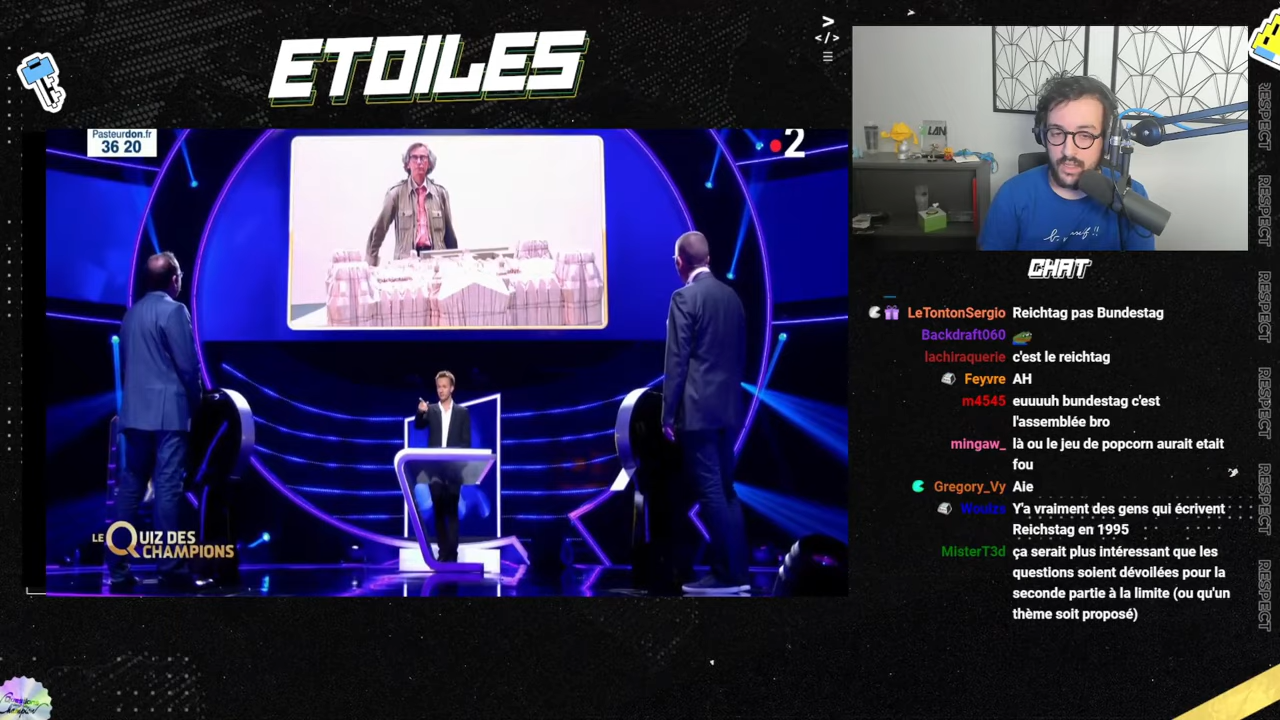 ETOILES
>
</>
Pasteurdon.fr
36 20
2
LAN
LE QUIZ DES
CHAMPIONS
CHAT
LeTontonSergio Reichtag pas Bundestag
Backdraft060
lachiraquerie c'est le reichtag
Feyvre AH
m4545 euuuuh bundestag c'est
l'assemblée bro
mingaw_ là ou le jeu de popcorn aurait etait
fou
Gregory_Vy Aie
Woufzs Y'a vraiment des gens qui écrivent
Reichstag en 1995
MisterT3d ça serait plus intéressant que les
questions soient dévoilées pour la
seconde partie à la limite (ou qu'un
thème soit proposé)
RESPECT
RESPECT
RESPECT
RESPECT
RESPECT
RESPECT